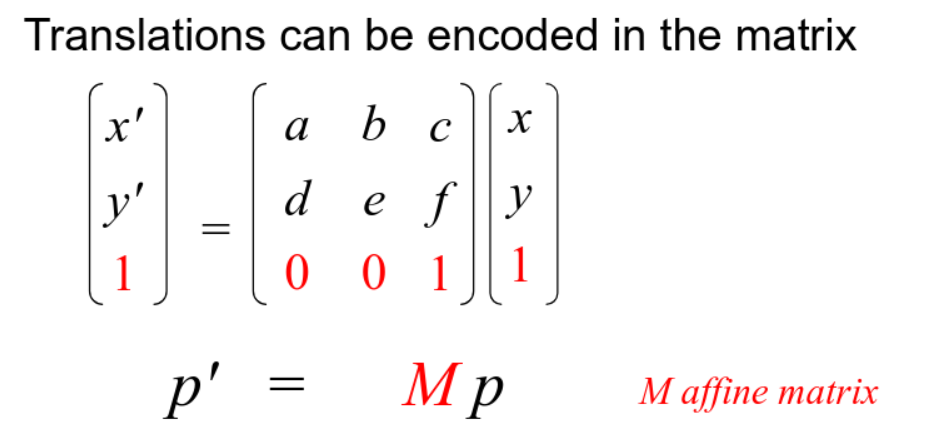 Translations can be encoded in the matrix
x' a b c x
y' = d e f y
1 0 0 1 1
p' = M p M affine matrix